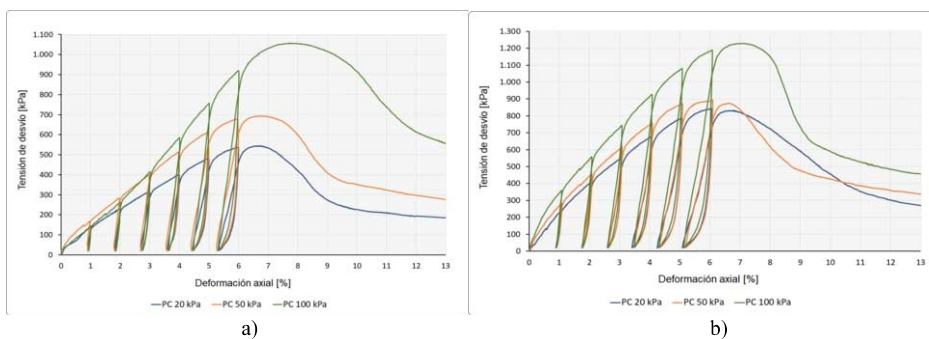 1.100
1.000
900
800
700
600
500
400
300
200
100
0
Tensión de desvío [kPa]
0 1 2 3 4 5 6 7 8 9 10 11 12 13
Deformación axial [%]
PC 20 kPa PC 50 kPa PC 100 kPa
a)
1.300
1.200
1.100
1.000
900
800
700
600
500
400
300
200
100
0
Tensión de desvío [kPa]
0 1 2 3 4 5 6 7 8 9 10 11 12 13
Deformación axial [%]
PC 20 kPa PC 50 kPa PC 100 kPa
b)